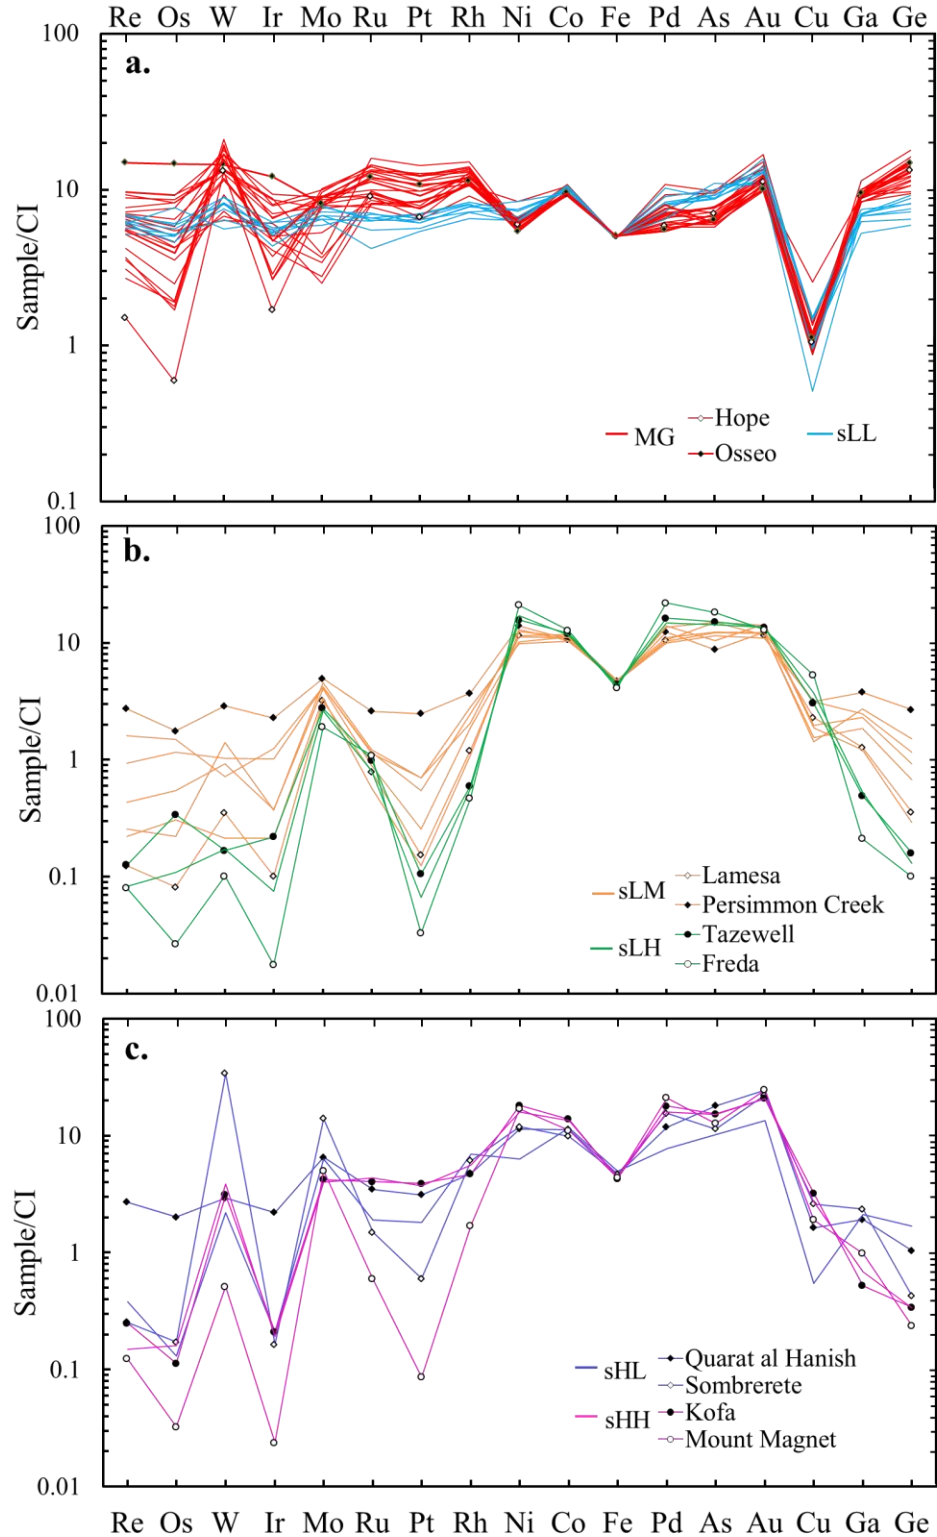 Re Os W Ir Mo Ru Pt Rh Ni Co Fe Pd As Au Cu Ga Ge
100
a.
10
Sample/CI
1
Hope
MG
sLL
Osseo
0.1
100
b.
10
Sample/CI
1
0.1
Lamesa
sLM
Persimmon Creek
Tazewell
sLH
Freda
0.01
100
c.
10
Sample/CI
1
0.1
Quarat al Hanish
sHL
Sombrerete
Kofa
sHH
Mount Magnet
0.01
Re Os W Ir Mo Ru Pt Rh Ni Co Fe Pd As Au Cu Ga Ge